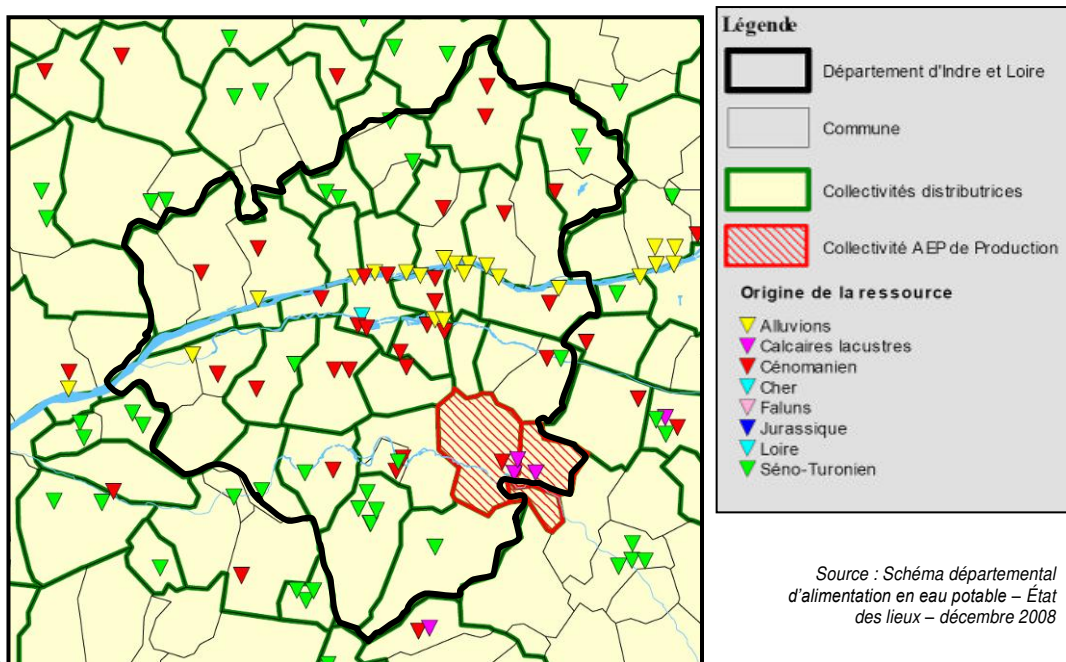 Légende
Département d'Indre et Loire
Commune
Collectivités distributrices
Collectivité AEP de Production
Origine de la ressource
Alluvions
Calcaires lacustres
Cénomanien
Cher
Faluns
Jurassique
Loire
Séno-Turonien
Source : Schéma départemental
d'alimentation en eau potable – État
des lieux – décembre 2008